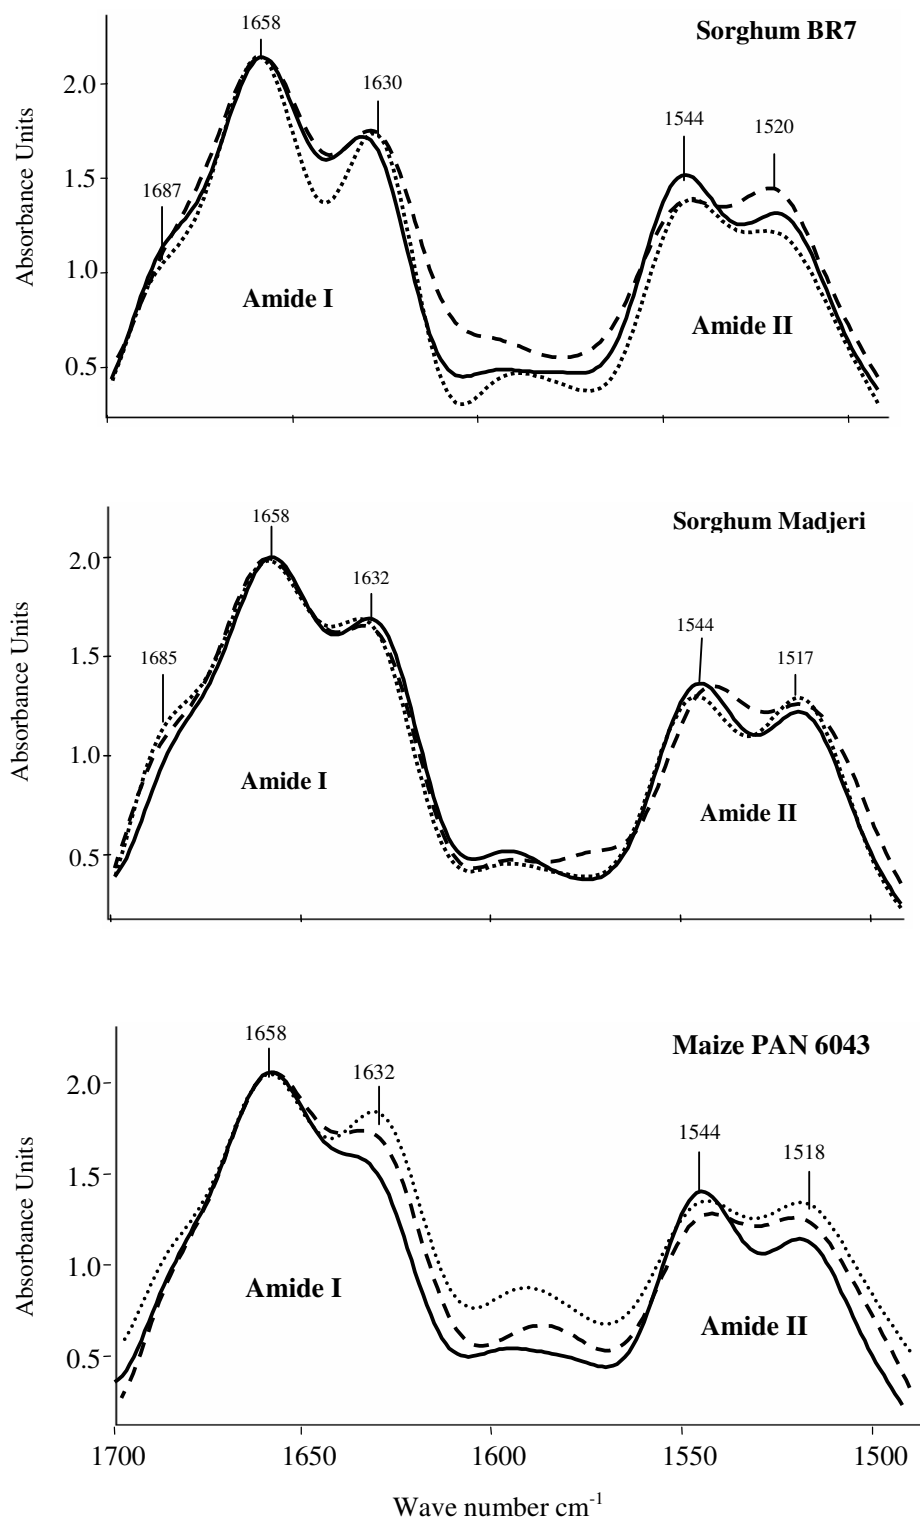 1658
Sorghum BR7
1630
2.0
1544
1520
1.5
1687
Absorbance Units
1.0
Amide I
Amide II
0.5
1658
Sorghum Madjeri
1632
2.0
1544
1517
1685
1.5
Absorbance Units
1.0
Amide I
Amide II
0.5
1658
Maize PAN 6043
1632
2.0
1544
1518
1.5
Absorbance Units
1.0
Amide I
Amide II
0.5
1700 1650 1600 1550 1500
Wave number cm-1